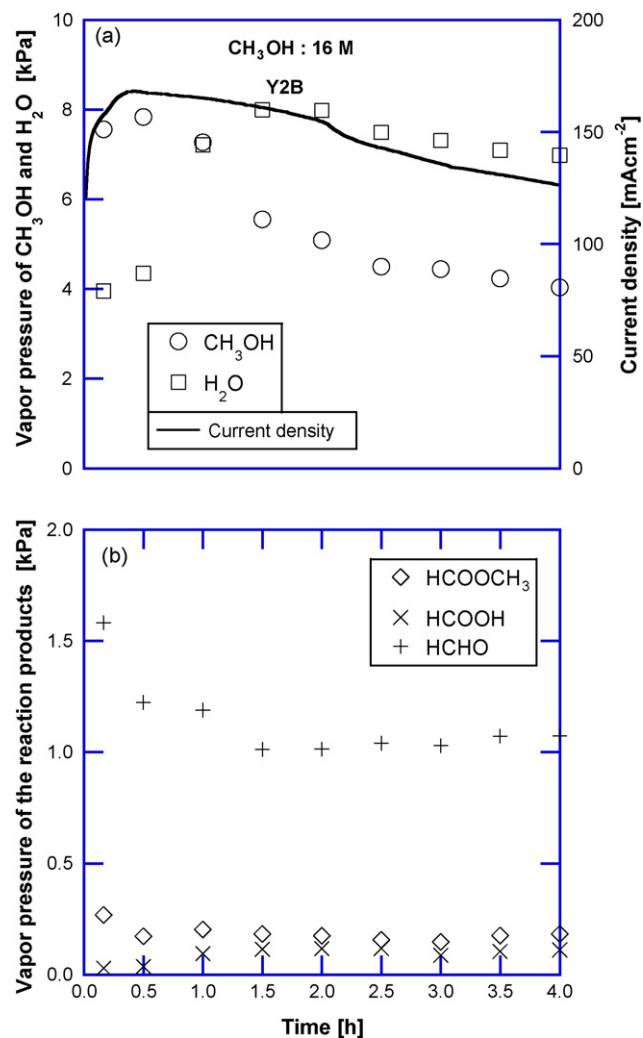 (a)
CH₃OH : 16 M
Y2B
Vapor pressure of CH₃OH and H₂O [kPa]
10
8
6
4
2
0
Current density [mAcm⁻²]
200
150
100
50
0
CH₃OH
H₂O
Current density
(b)
Vapor pressure of the reaction products [kPa]
2.0
1.5
1.0
0.5
0.0
HCOOCH₃
HCOOH
HCHO
0.0 0.5 1.0 1.5 2.0 2.5 3.0 3.5 4.0
Time [h]